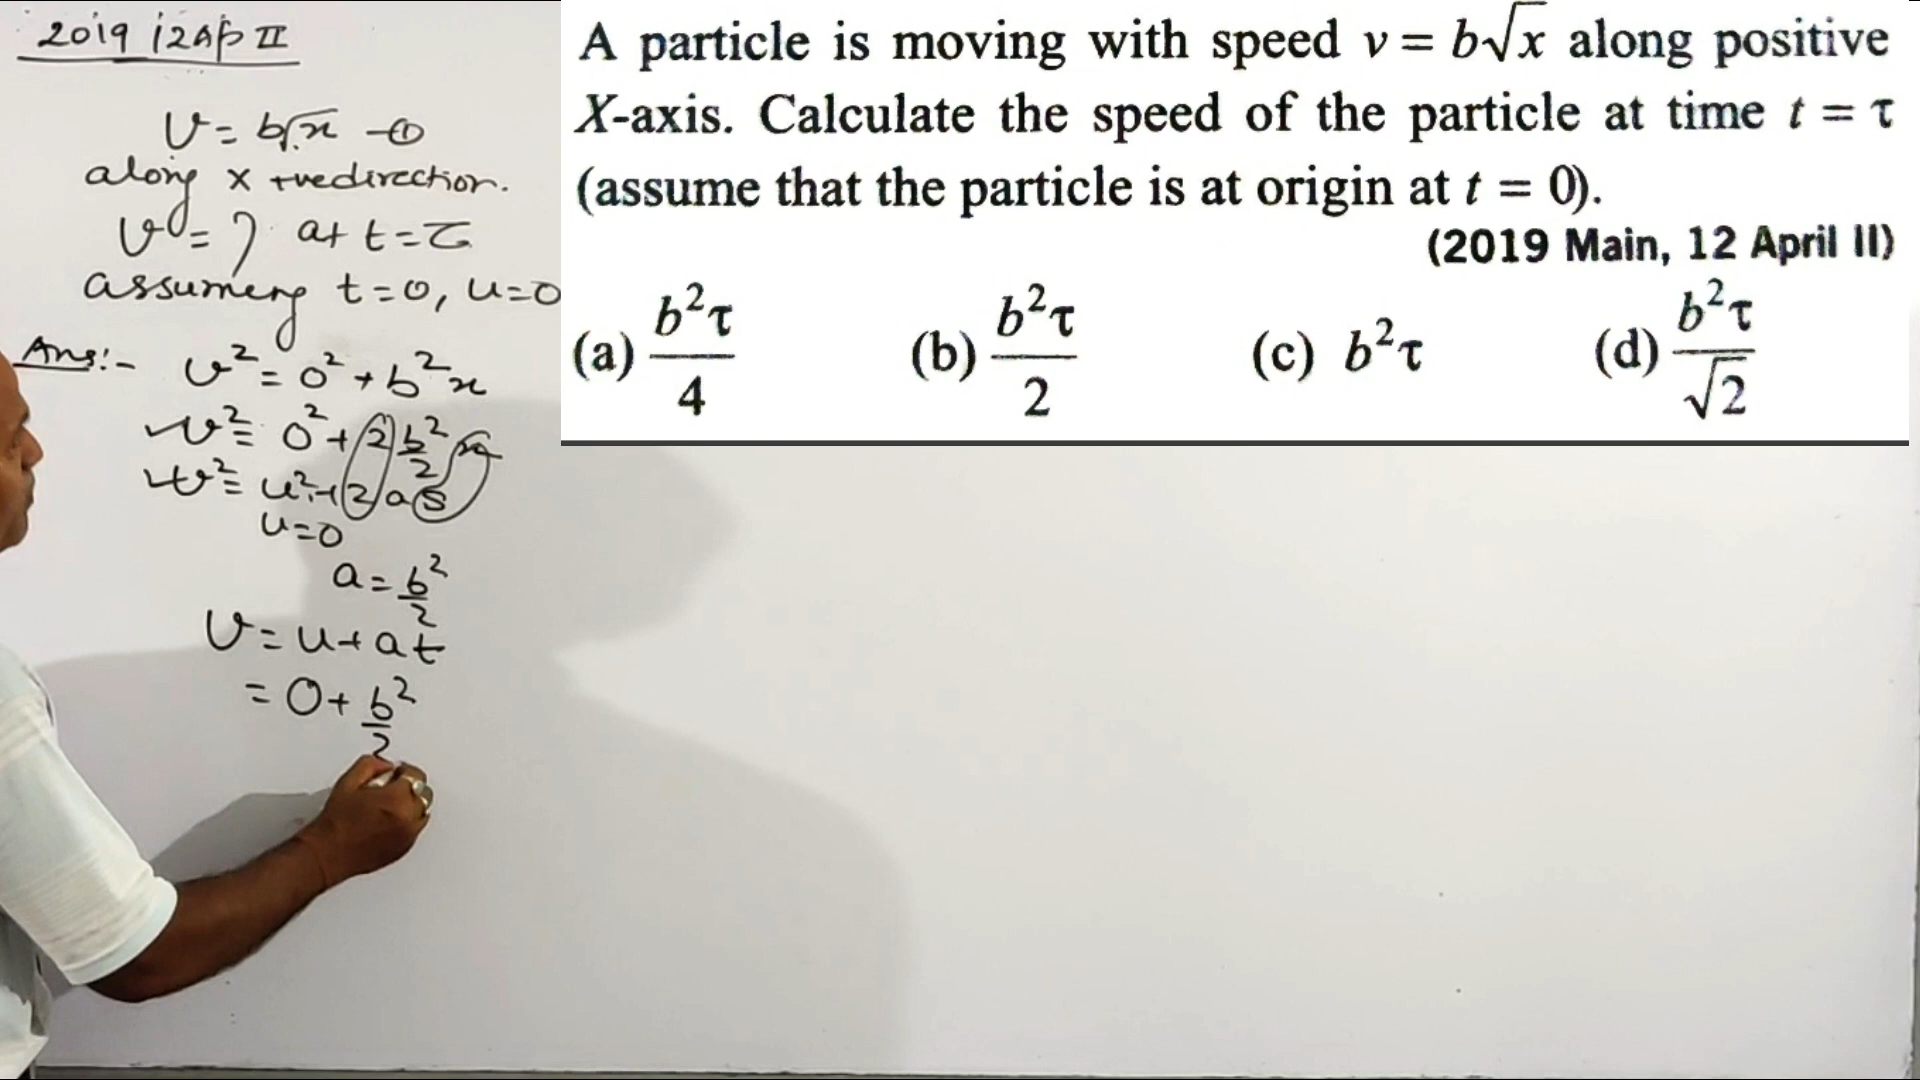 2019 12Ap II
v = b√x -①
along x +ve direction.
v = ? at t = τ
assuming t=0, u=0
Ans:- v² = 0² + b²x
v² = 0² + 2 b²/2 x
v² = u² + 2as
u=0
a = b²/2
v = u + at
= 0 + b²/2
A particle is moving with speed v = b√x along positive
X-axis. Calculate the speed of the particle at time t = τ
(assume that the particle is at origin at t = 0).
(2019 Main, 12 April II)
(a) b²τ/4 (b) b²τ/2 (c) b²τ (d) b²τ/√2